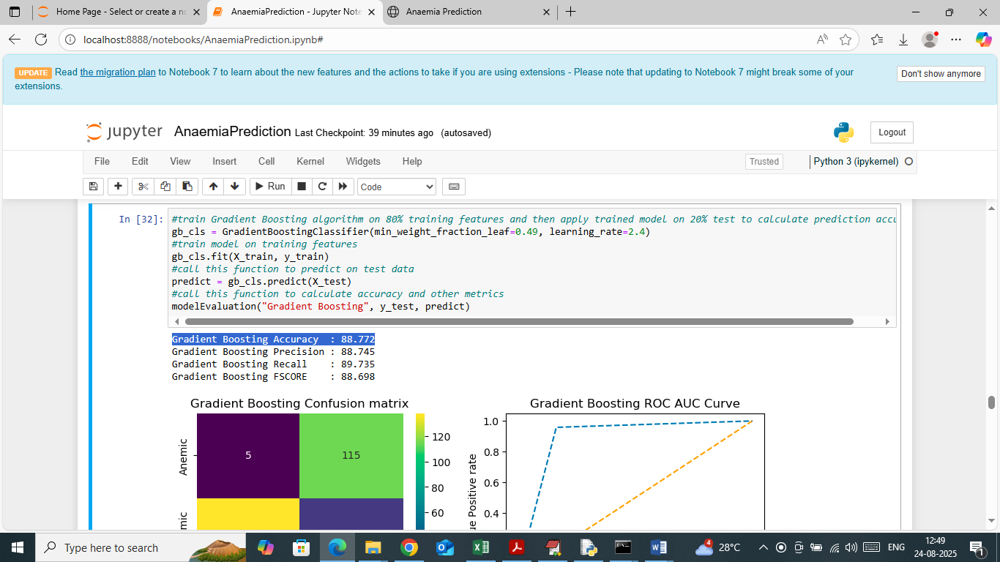 Home Page - Select or create a no
AnaemiaPrediction - Jupyter Note
Anaemia Prediction
localhost:8888/notebooks/AnaemiaPrediction.ipynb#
UPDATE Read the migration plan to Notebook 7 to learn about the new features and the actions to take if you are using extensions - Please note that updating to Notebook 7 might break some of your
extensions.
Don't show anymore
jupyter AnaemiaPrediction Last Checkpoint: 39 minutes ago (autosaved)
Logout
File Edit View Insert Cell Kernel Widgets Help
Trusted
Python 3 (ipykernel)
Run
Code
In [32]:
#train Gradient Boosting algorithm on 80% training features and then apply trained model on 20% test to calculate prediction accu
gb_cls = GradientBoostingClassifier(min_weight_fraction_leaf=0.49, learning_rate=2.4)
#train model on training features
gb_cls.fit(X_train, y_train)
#call this function to predict on test data
predict = gb_cls.predict(X_test)
#call this function to calculate accuracy and other metrics
modelEvaluation("Gradient Boosting", y_test, predict)
Gradient Boosting Accuracy : 88.772
Gradient Boosting Precision : 88.745
Gradient Boosting Recall : 89.735
Gradient Boosting FSCORE : 88.698
Gradient Boosting Confusion matrix
Anemic
mic
5
115
120
100
80
60
Gradient Boosting ROC AUC Curve
ue Positive rate
1.0
0.8
0.6
0.4
Type here to search
4
28°C
ENG
12:49
24-08-2025
1